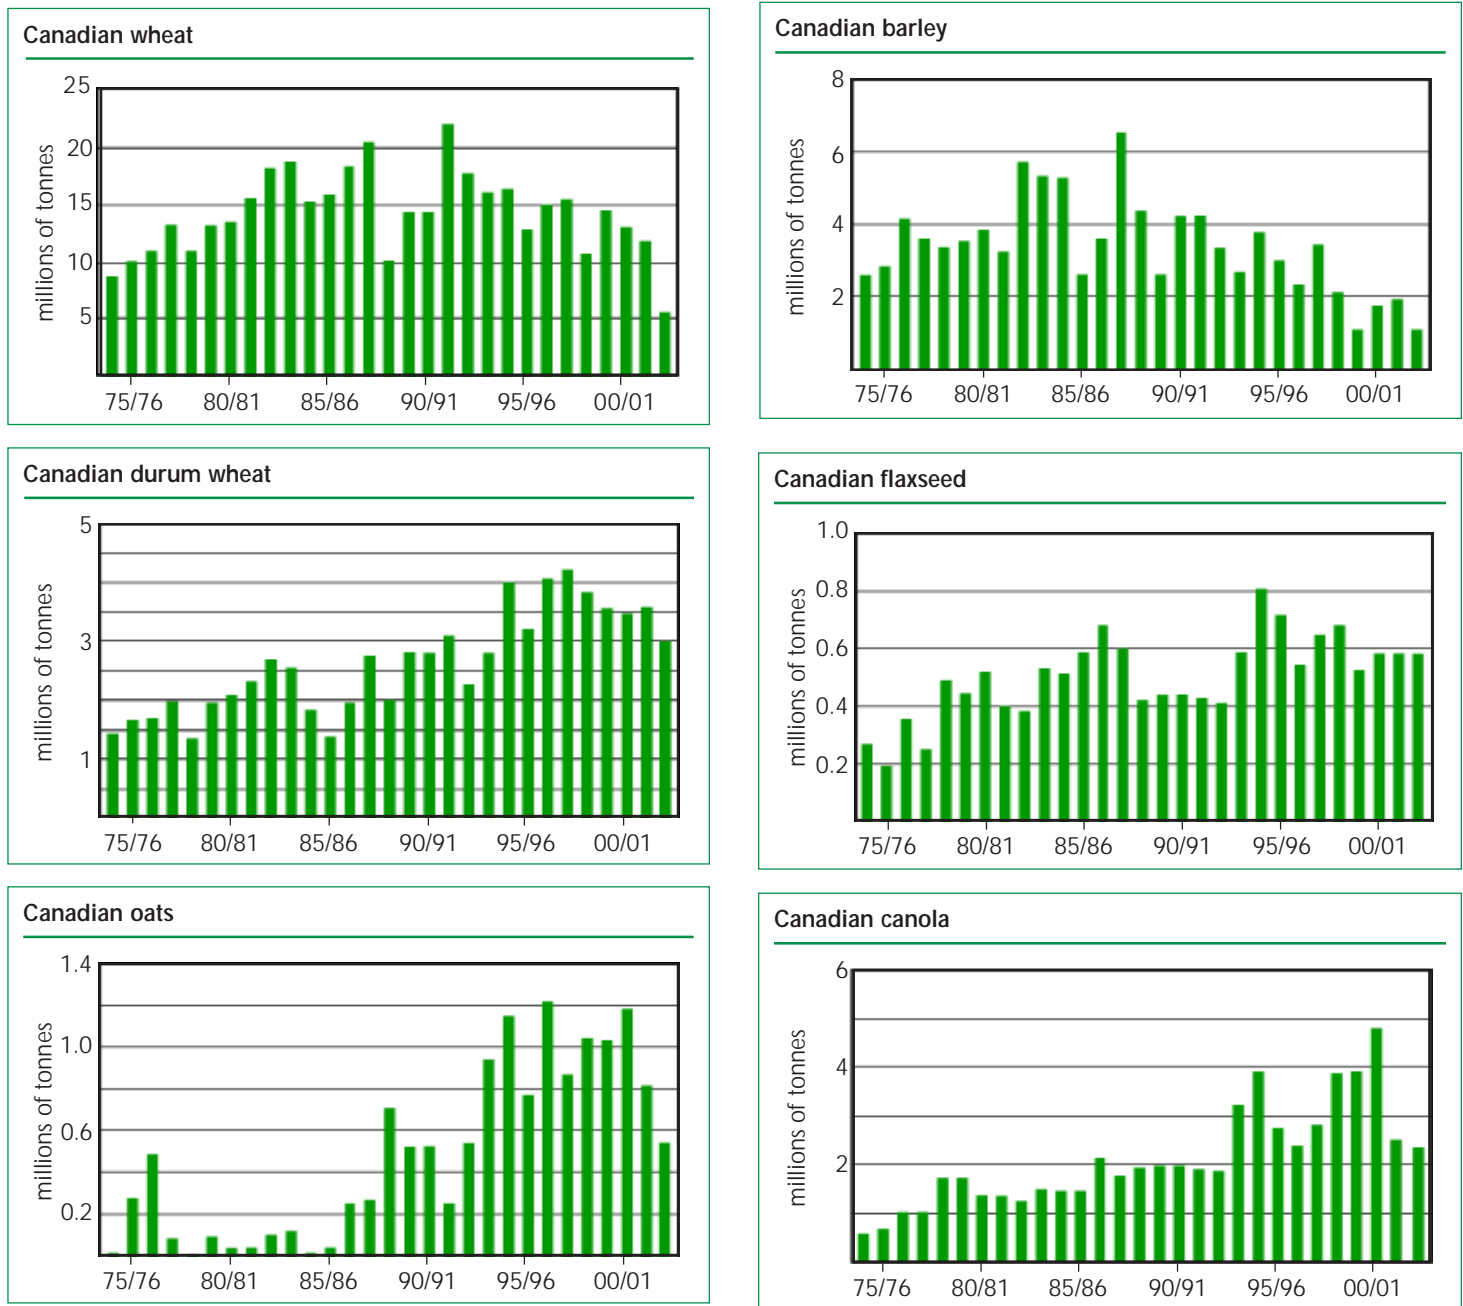 Canadian wheat
25
20
15
10
5
millions of tonnes
75/76 80/81 85/86 90/91 95/96 00/01
Canadian barley
8
6
4
2
millions of tonnes
75/76 80/81 85/86 90/91 95/96 00/01
Canadian durum wheat
5
3
1
millions of tonnes
75/76 80/81 85/86 90/91 95/96 00/01
Canadian flaxseed
1.0
0.8
0.6
0.4
0.2
millions of tonnes
75/76 80/81 85/86 90/91 95/96 00/01
Canadian oats
1.4
1.0
0.6
0.2
millions of tonnes
75/76 80/81 85/86 90/91 95/96 00/01
Canadian canola
6
4
2
millions of tonnes
75/76 80/81 85/86 90/91 95/96 00/01